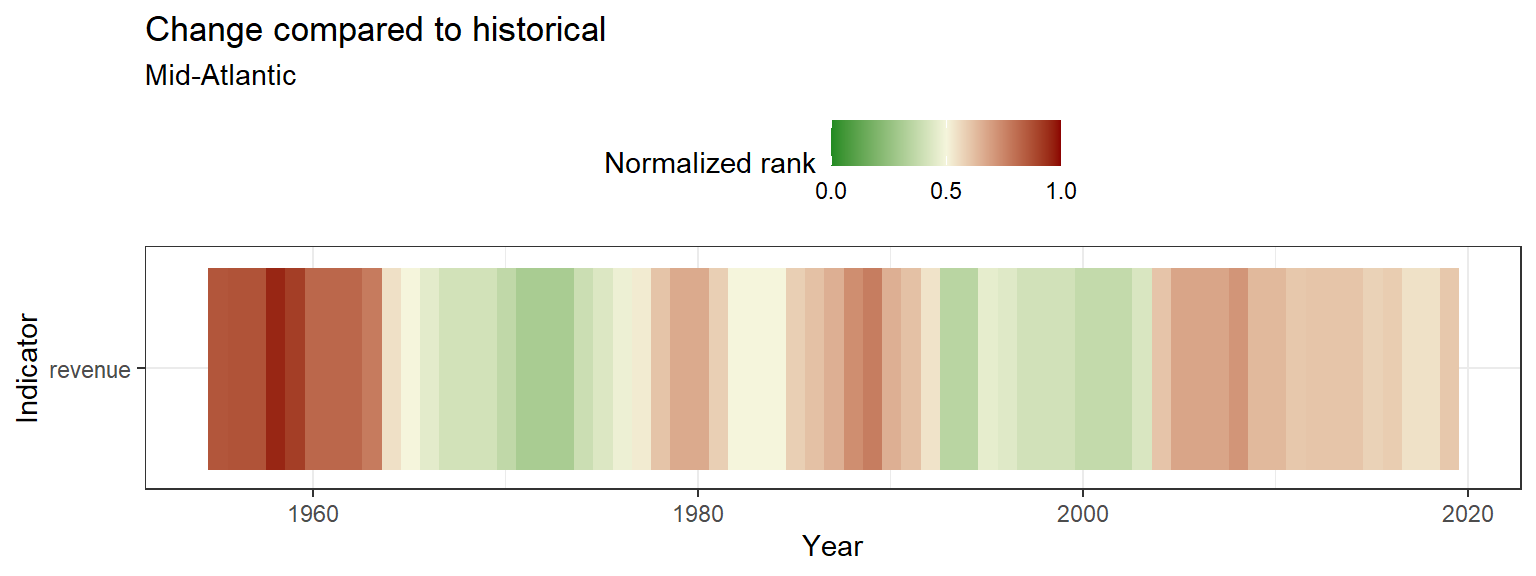 Change compared to historical
Mid-Atlantic
Normalized rank
0.0 0.5 1.0
Indicator
revenue
1960 1980 2000 2020
Year